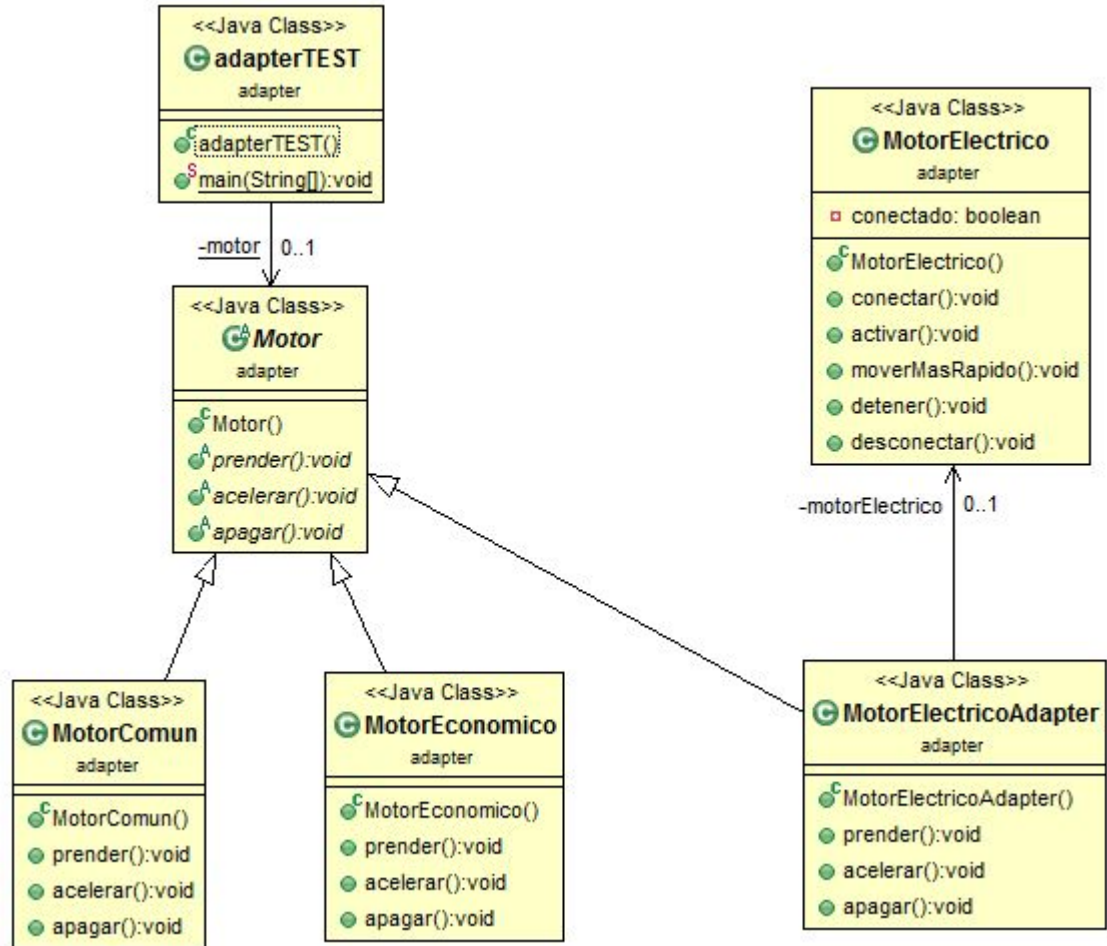 <<Java Class>>
adapterTEST
adapter
adapterTEST()
main(String[]):void
-motor 0..1
<<Java Class>>
Motor
adapter
Motor()
prender():void
acelerar():void
apagar():void
<<Java Class>>
MotorElectrico
adapter
conectado: boolean
MotorElectrico()
conectar():void
activar():void
moverMasRapido():void
detener():void
desconectar():void
-motorElectrico 0..1
<<Java Class>>
MotorComun
adapter
MotorComun()
prender():void
acelerar():void
apagar():void
<<Java Class>>
MotorEconomico
adapter
MotorEconomico()
prender():void
acelerar():void
apagar():void
<<Java Class>>
MotorElectricoAdapter
adapter
MotorElectricoAdapter()
prender():void
acelerar():void
apagar():void